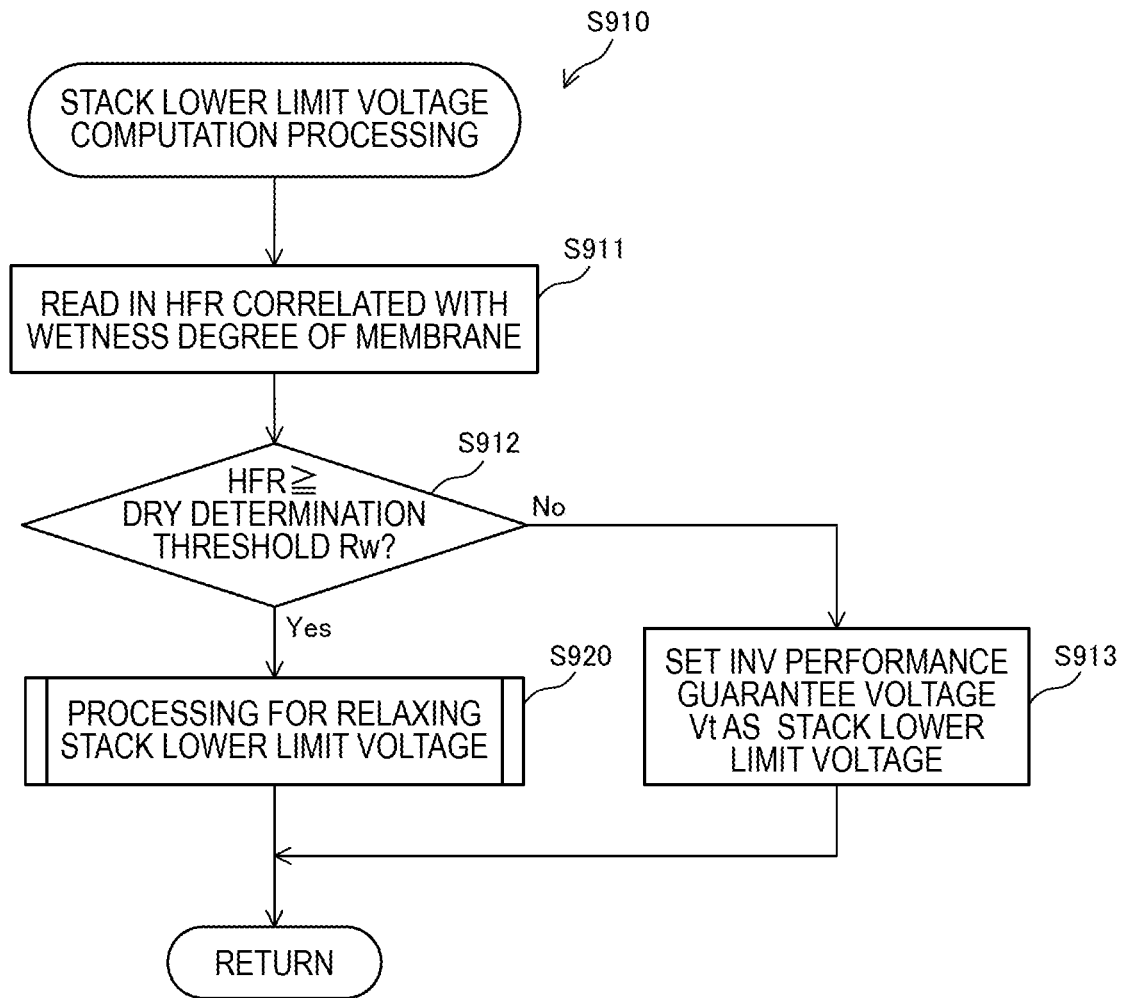 S910
STACK LOWER LIMIT VOLTAGE
COMPUTATION PROCESSING
S911
READ IN HFR CORRELATED WITH
WETNESS DEGREE OF MEMBRANE
S912
HFR≧
DRY DETERMINATION
THRESHOLD Rw?
No
Yes
S920
PROCESSING FOR RELAXING
STACK LOWER LIMIT VOLTAGE
S913
SET INV PERFORMANCE
GUARANTEE VOLTAGE
Vt AS STACK LOWER
LIMIT VOLTAGE
RETURN